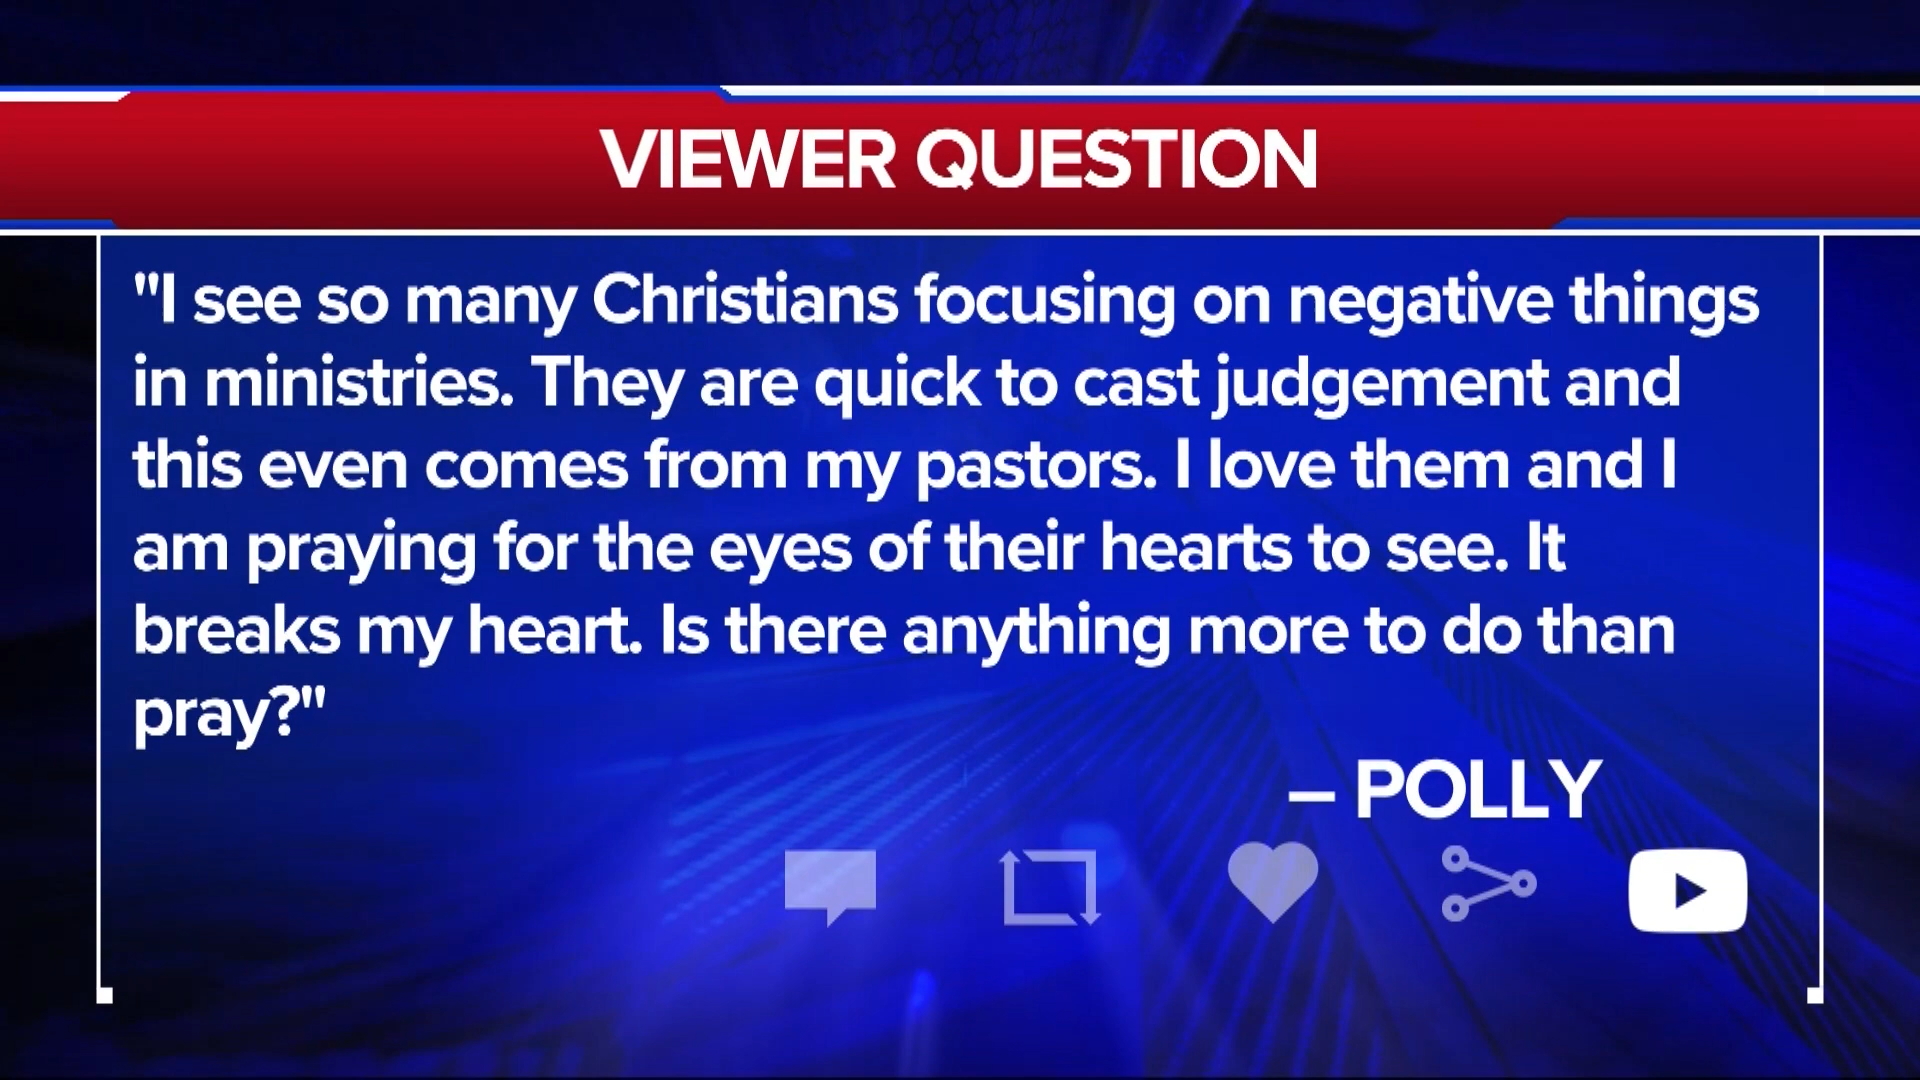 VIEWER QUESTION
"I see so many Christians focusing on negative things
in ministries. They are quick to cast judgement and
this even comes from my pastors. I love them and I
am praying for the eyes of their hearts to see. It
breaks my heart. Is there anything more to do than
pray?"
– POLLY